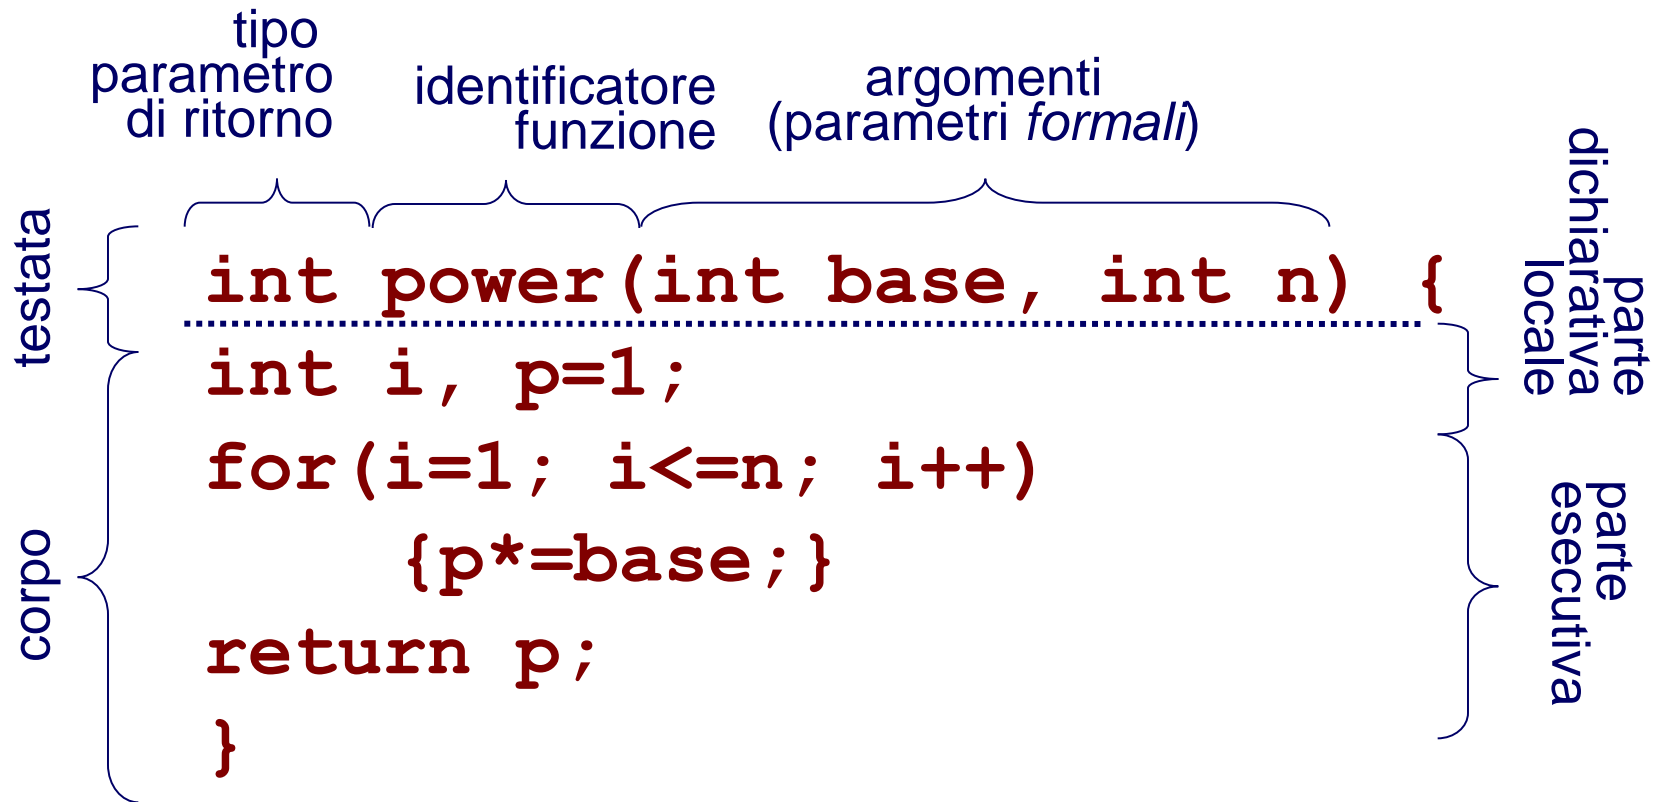 tipo
parametro
di ritorno
identificatore
funzione
argomenti
(parametri formali)
testata
int power(int base, int n) {
parte
dichiarativa
locale
int i, p=1;
for(i=1; i<=n; i++)
{p*=base;}
return p;
}
corpo
parte
esecutiva